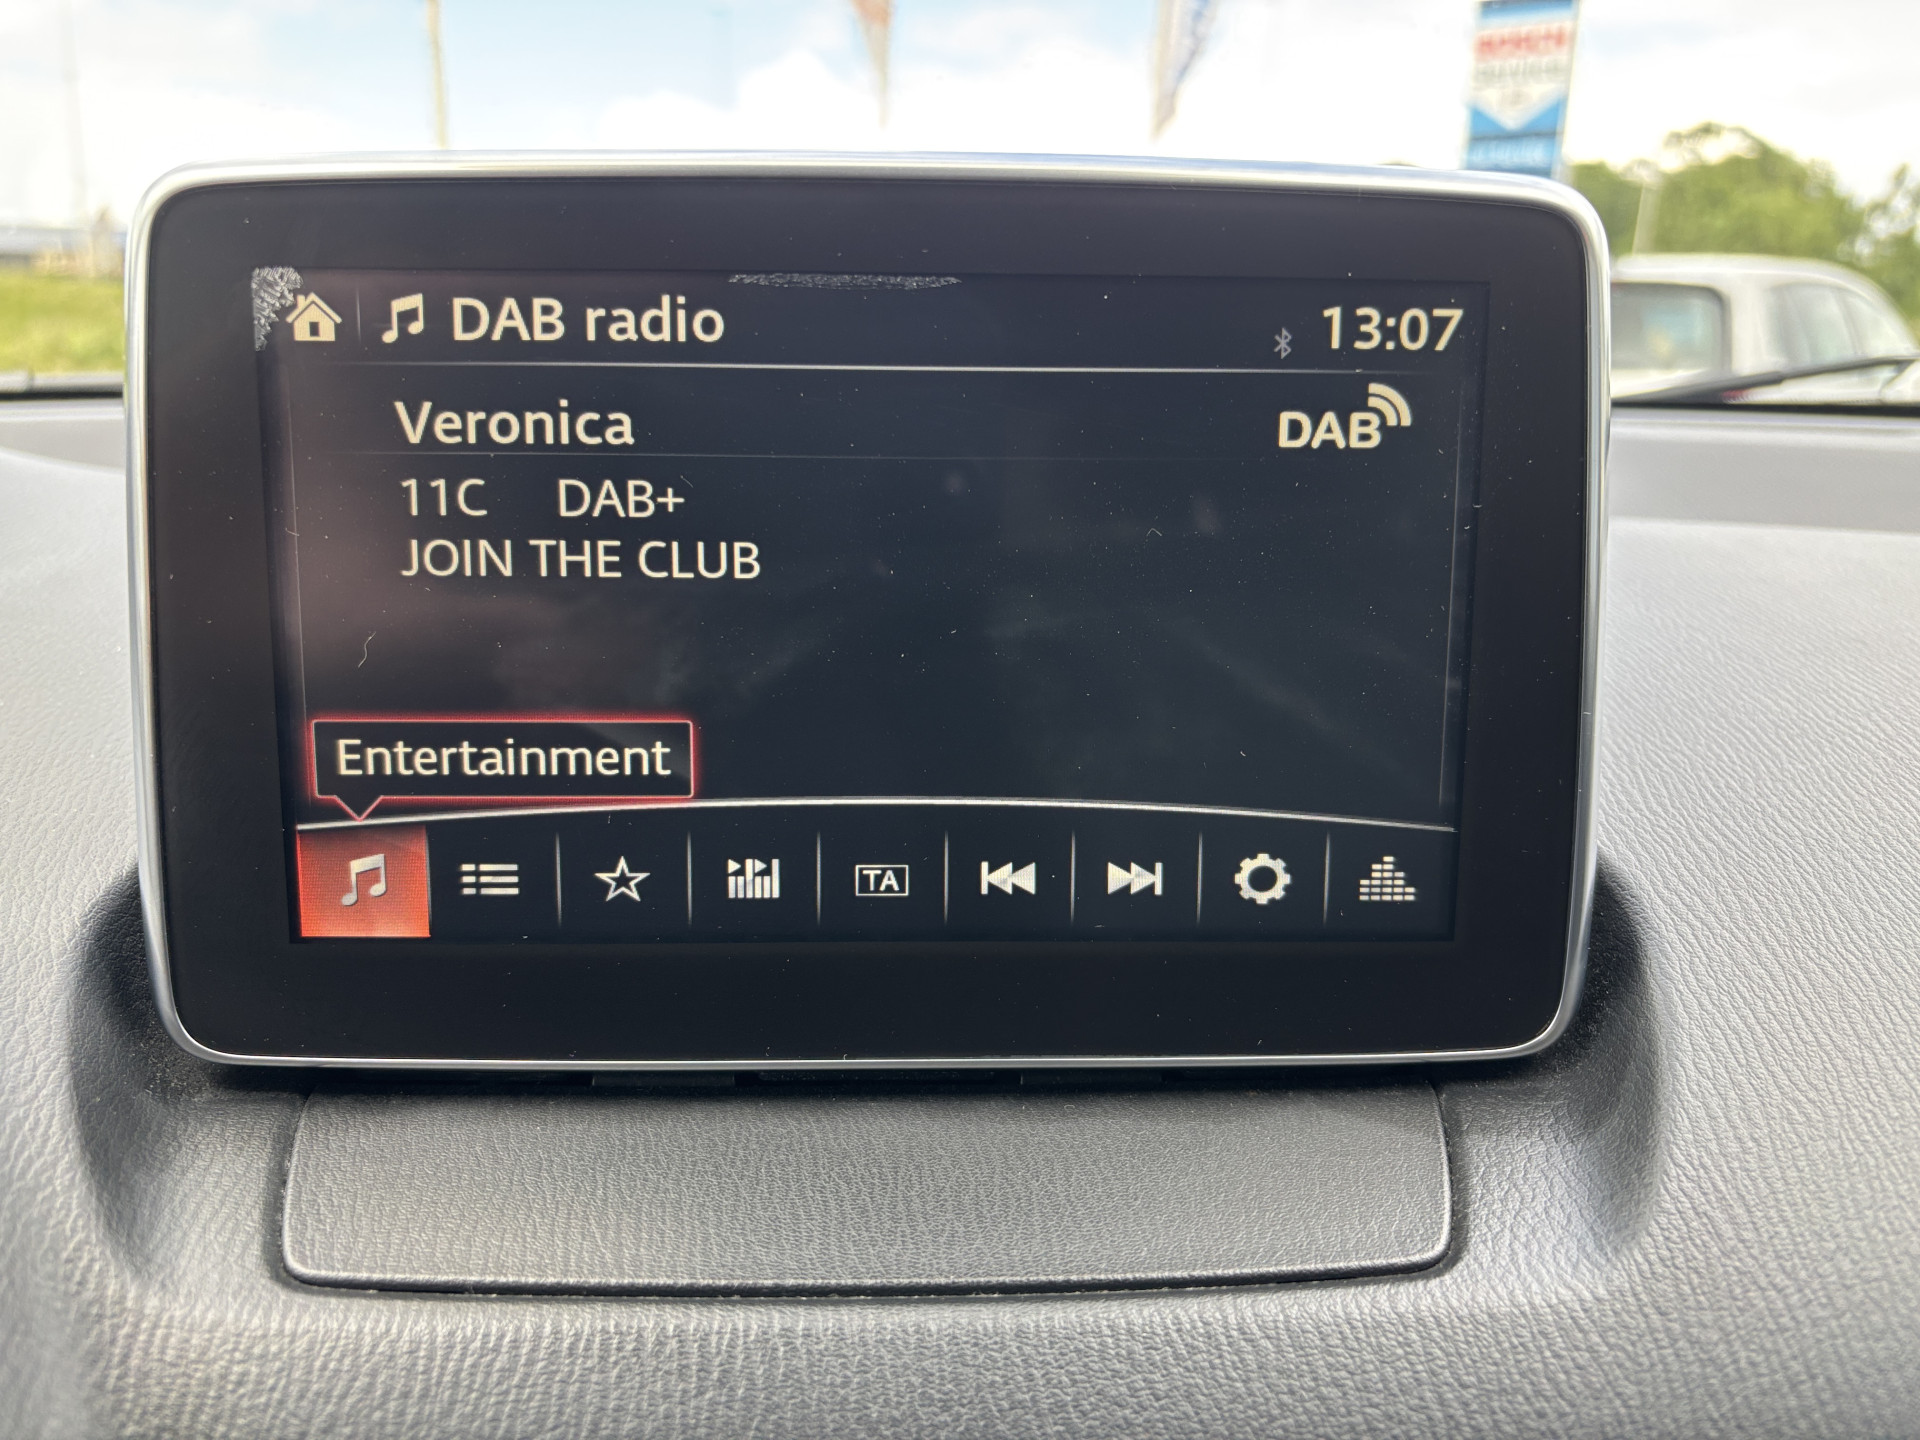 DAB radio 13:07
Veronica DAB
11C DAB+
JOIN THE CLUB
Entertainment
TA